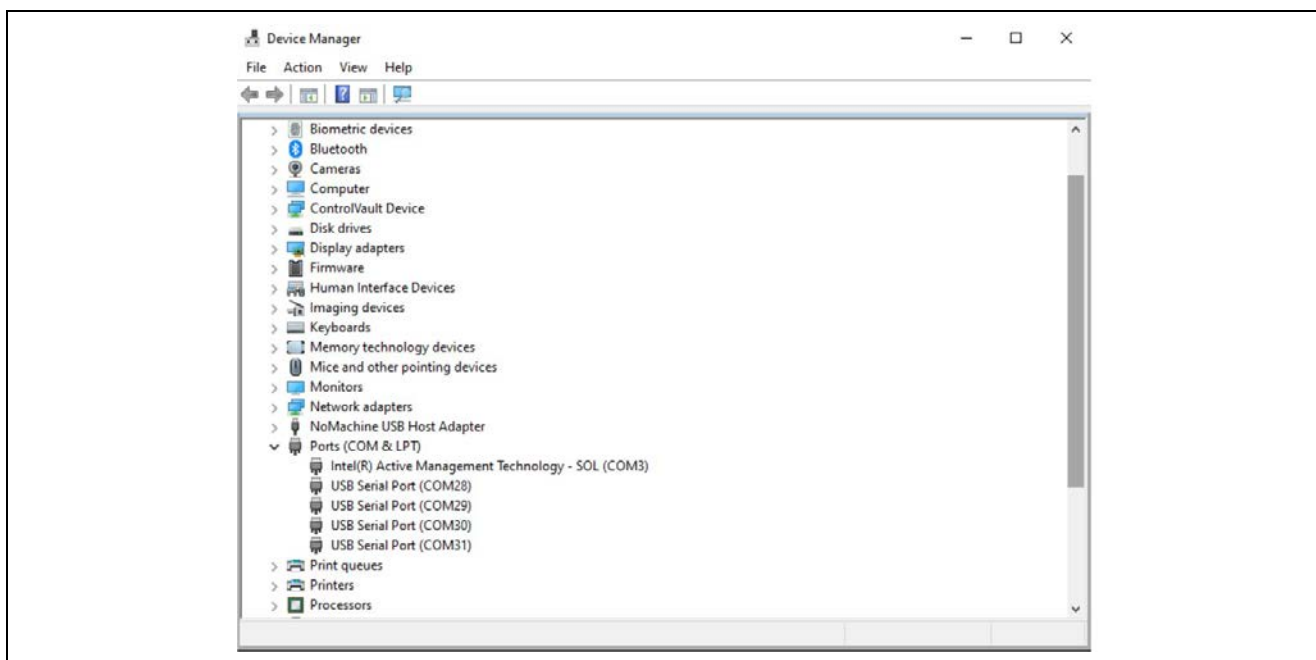 Device Manager
File Action View Help
Biometric devices
Bluetooth
Cameras
Computer
ControlVault Device
Disk drives
Display adapters
Firmware
Human Interface Devices
Imaging devices
Keyboards
Memory technology devices
Mice and other pointing devices
Monitors
Network adapters
NoMachine USB Host Adapter
Ports (COM & LPT)
Intel(R) Active Management Technology - SOL (COM3)
USB Serial Port (COM28)
USB Serial Port (COM29)
USB Serial Port (COM30)
USB Serial Port (COM31)
Print queues
Printers
Processors